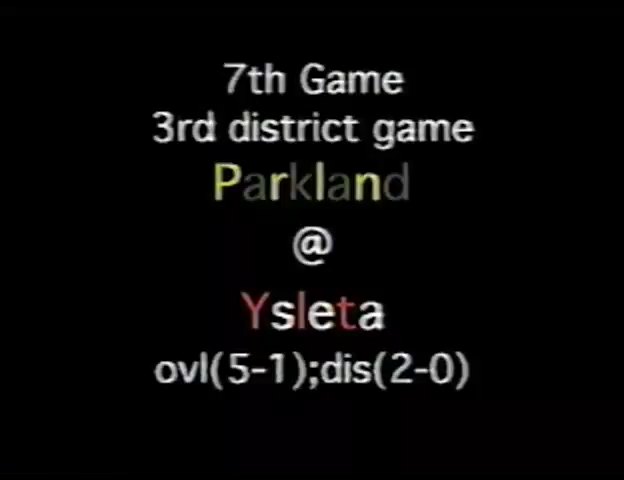 7th Game
3rd district game
Parkland
@
Ysleta
ovl(5-1);dis(2-0)